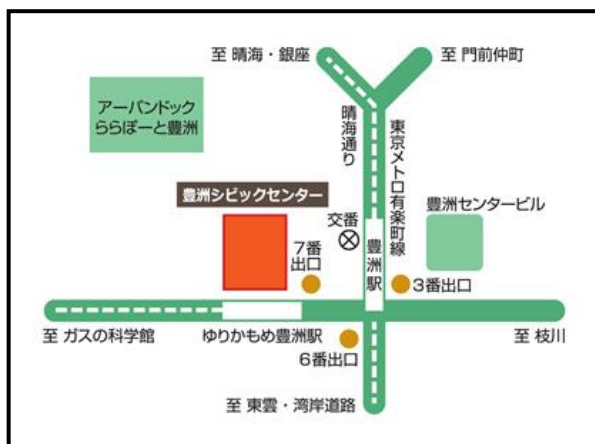 至 晴海・銀座
至 門前仲町
アーバンドック
ららぽーと豊洲
晴海通り
東京メトロ有楽町線
豊洲シビックセンター
交番
豊洲センタービル
7番
出口
豊洲駅
3番出口
至 ガスの科学館
ゆりかもめ豊洲駅
至 枝川
6番出口
至 東雲・湾岸道路